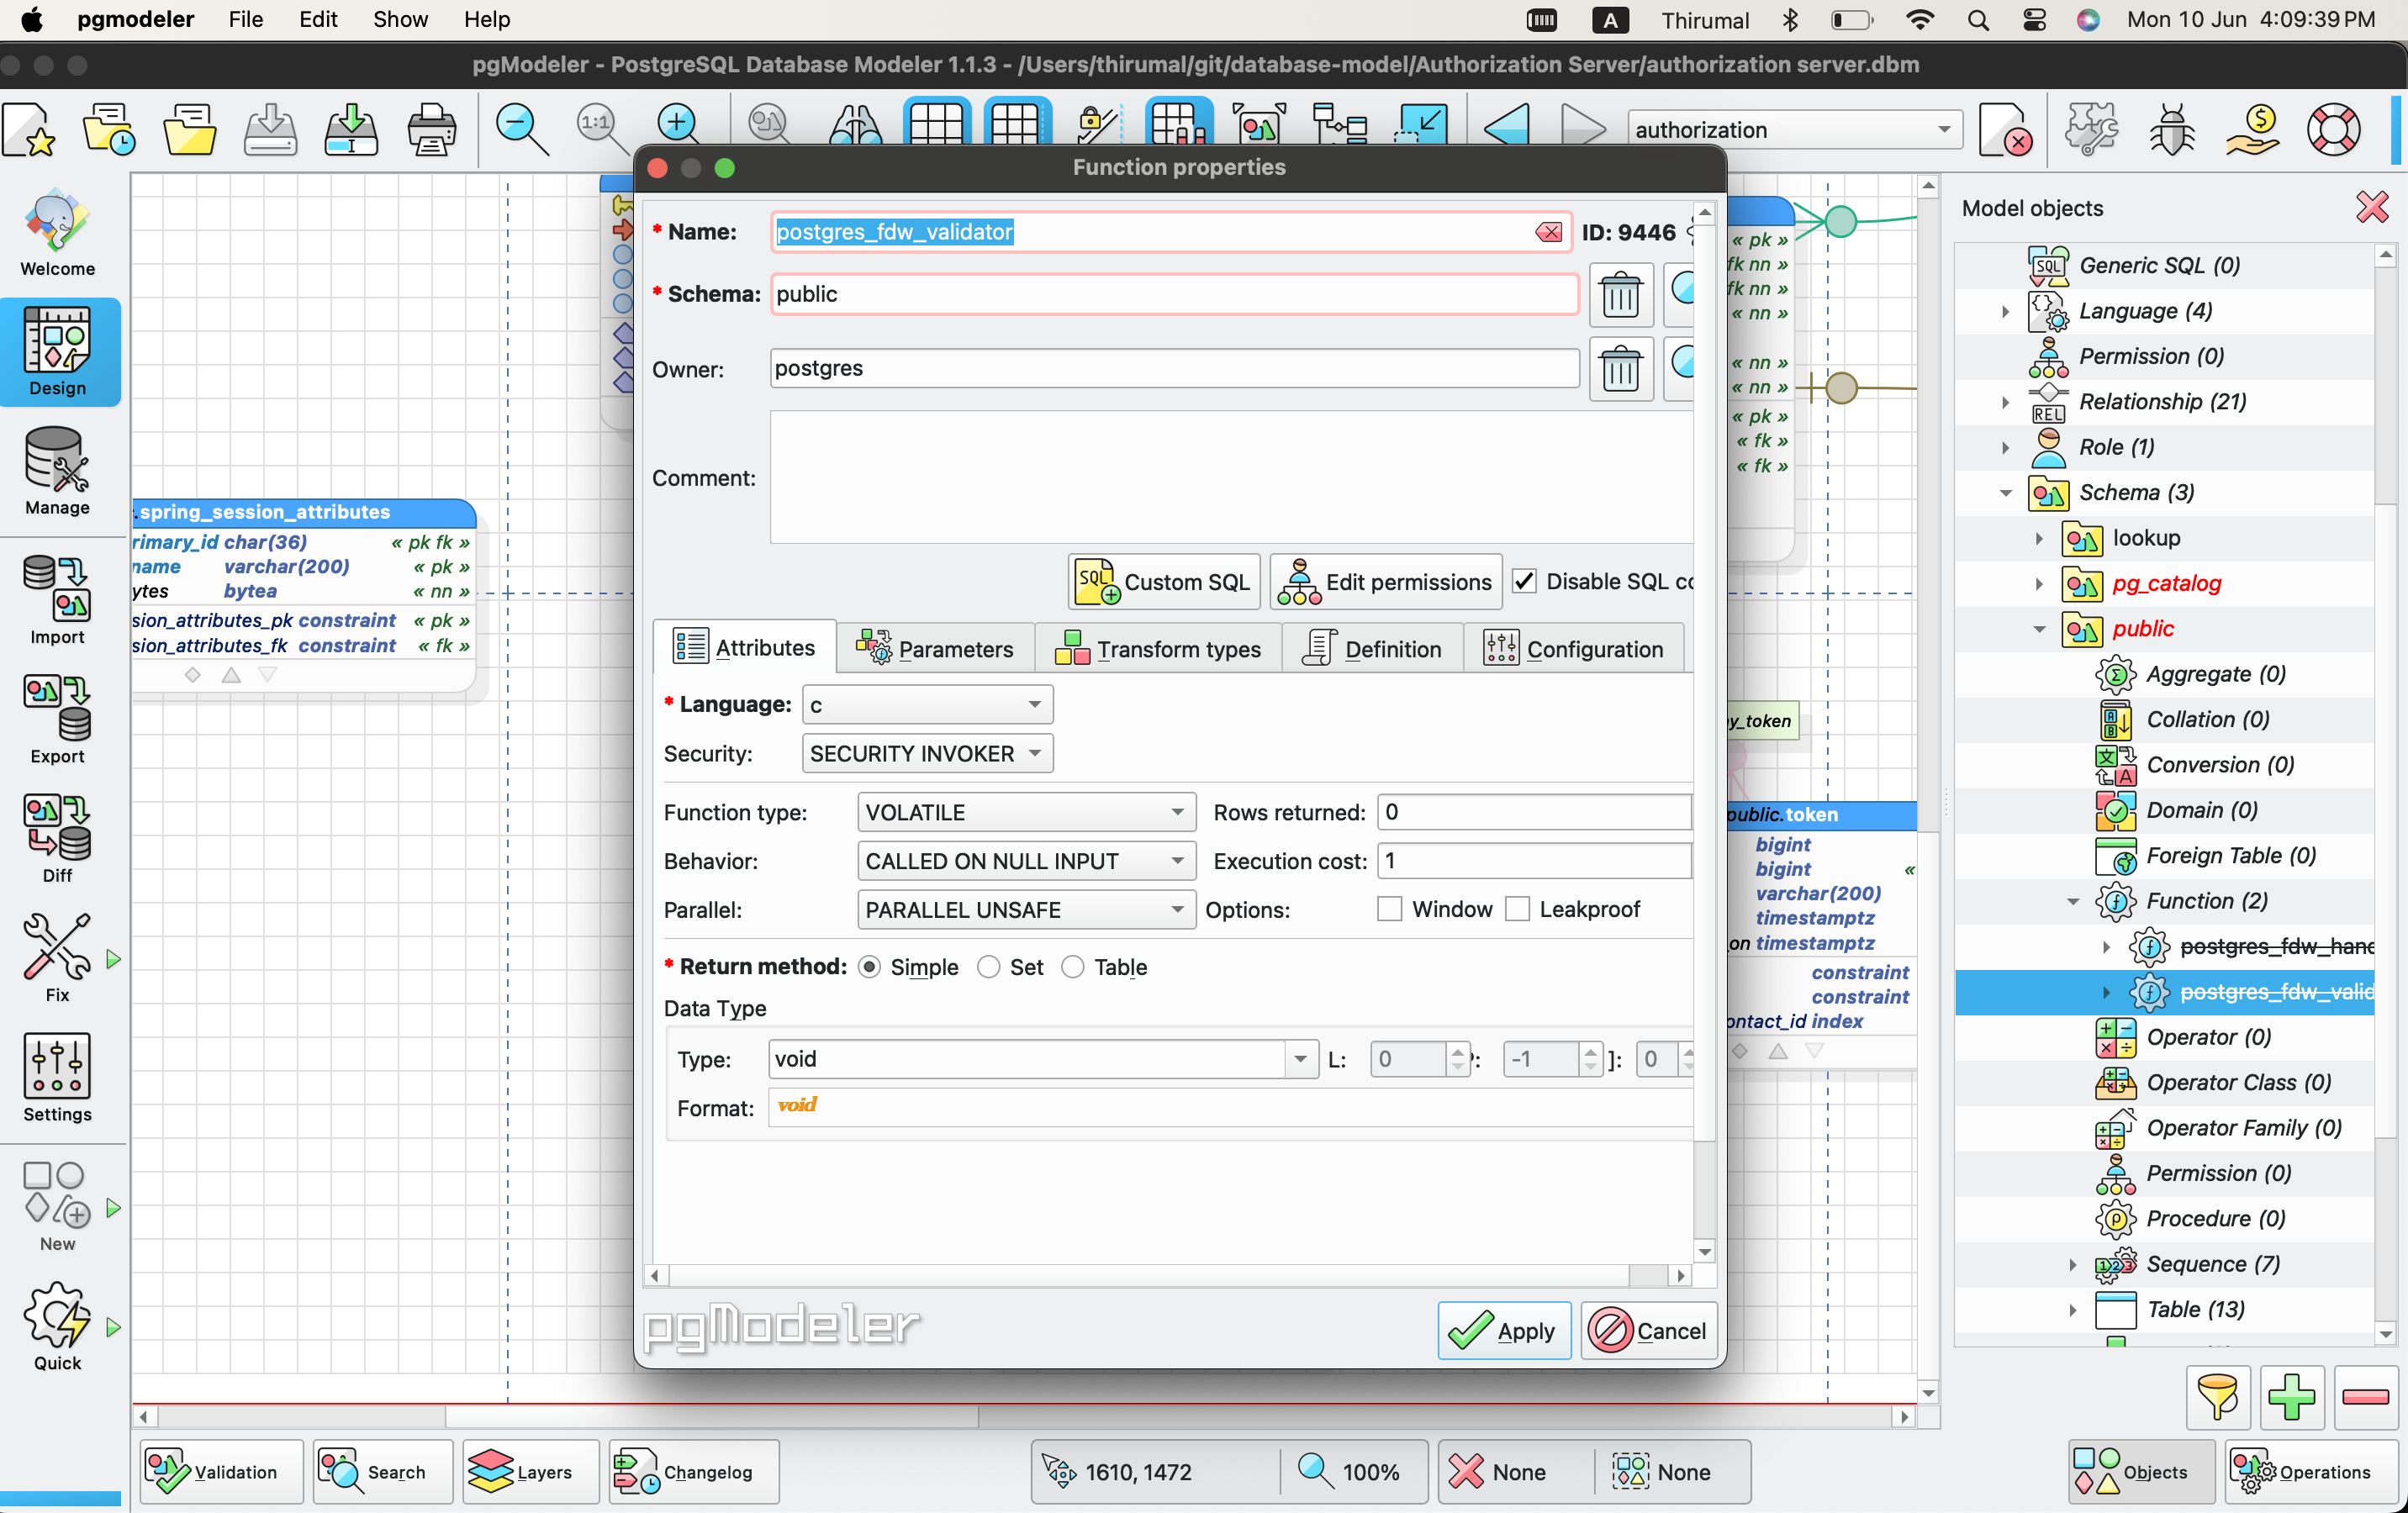 pgmodeler File Edit Show Help A Thirumal Mon 10 Jun 4:09:39 PM
pgModeler - PostgreSQL Database Modeler 1.1.3 - /Users/thirumal/git/database-model/Authorization Server/authorization server.dbm
1:1 authorization
Welcome
Design
Manage
Import
Export
Diff
Fix
Settings
New
Quick
.spring_session_attributes
rimary_id char(36) « pk fk »
name varchar(200) « pk »
ytes bytea « nn »
sion_attributes_pk constraint « pk »
sion_attributes_fk constraint « fk »
Function properties
* Name: postgres_fdw_validator ID: 9446
* Schema: public
Owner: postgres
Comment:
Custom SQL Edit permissions Disable SQL co
Attributes Parameters Transform types Definition Configuration
* Language: c
Security: SECURITY INVOKER
Function type: VOLATILE Rows returned: 0
Behavior: CALLED ON NULL INPUT Execution cost: 1
Parallel: PARALLEL UNSAFE Options: Window Leakproof
* Return method: Simple Set Table
Data Type
Type: void L: 0 : -1 ]: 0
Format: void
pgModeler Apply Cancel
« pk »
fk nn »
fk nn »
« nn »
« nn »
« nn »
« pk »
« fk »
« fk »
y_token
public.token
bigint
bigint «
varchar(200)
timestamptz
on timestamptz
constraint
constraint
ontact_id index
Model objects
Generic SQL (0)
Language (4)
Permission (0)
Relationship (21)
Role (1)
Schema (3)
lookup
pg_catalog
public
Aggregate (0)
Collation (0)
Conversion (0)
Domain (0)
Foreign Table (0)
Function (2)
postgres_fdw_hand
postgres_fdw_valid
Operator (0)
Operator Class (0)
Operator Family (0)
Permission (0)
Procedure (0)
Sequence (7)
Table (13)
Validation Search Layers Changelog 1610, 1472 100% None None Objects Operations